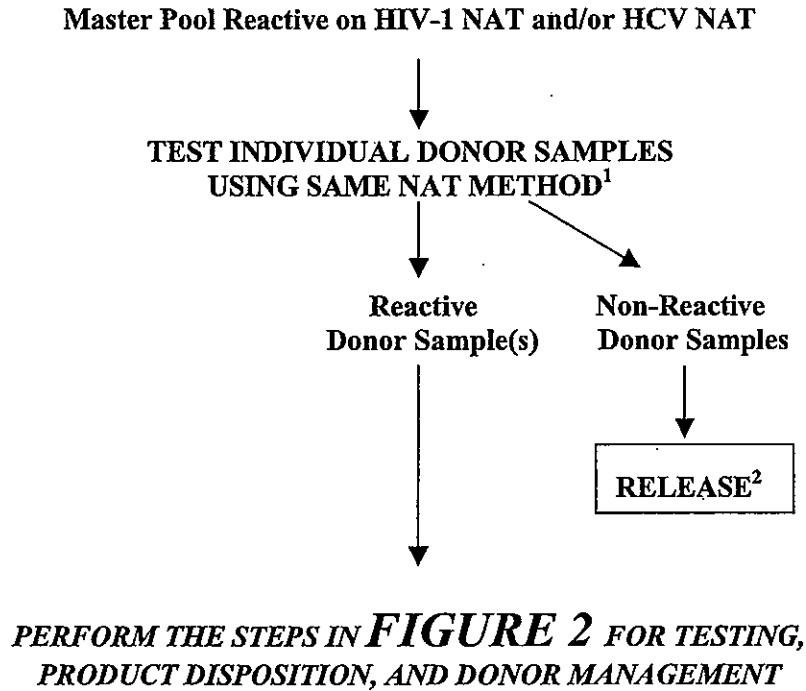 Master Pool Reactive on HIV-1 NAT and/or HCV NAT
TEST INDIVIDUAL DONOR SAMPLES
USING SAME NAT METHOD¹
Reactive
Donor Sample(s)
Non-Reactive
Donor Samples
RELEASE²
PERFORM THE STEPS IN FIGURE 2 FOR TESTING,
PRODUCT DISPOSITION, AND DONOR MANAGEMENT